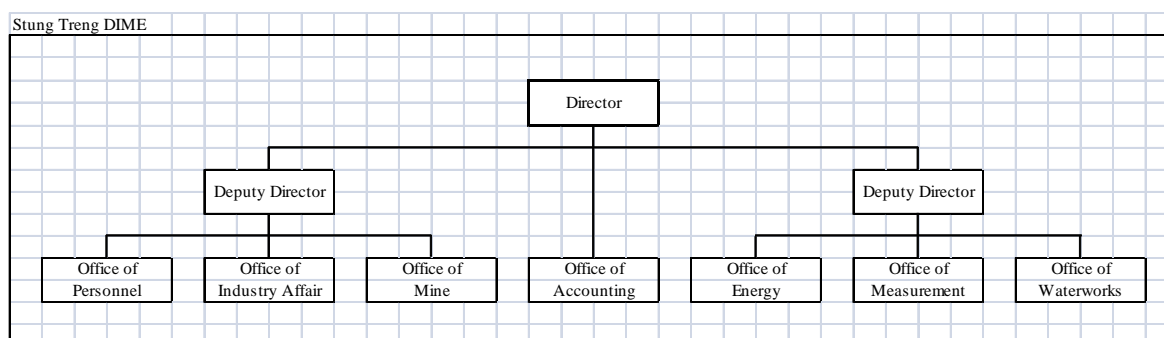 Stung Treng DIME
Director
Deputy Director
Deputy Director
Office of
Personnel
Office of
Industry Affair
Office of
Mine
Office of
Accounting
Office of
Energy
Office of
Measurement
Office of
Waterworks